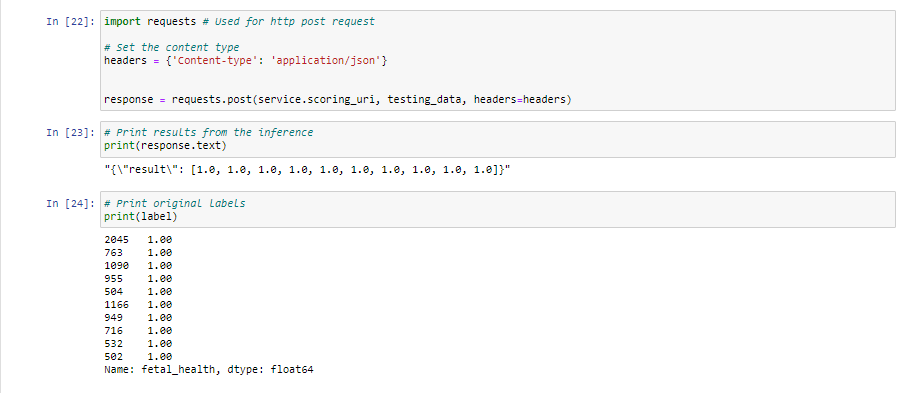 In [22]: import requests # Used for http post request
# Set the content type
headers = {'Content-type': 'application/json'}
response = requests.post(service.scoring_uri, testing_data, headers=headers)
In [23]: # Print results from the inference
print(response.text)
"{\"result\": [1.0, 1.0, 1.0, 1.0, 1.0, 1.0, 1.0, 1.0, 1.0, 1.0]}"
In [24]: # Print original labels
print(label)
2045 1.00
763 1.00
1090 1.00
955 1.00
504 1.00
1166 1.00
949 1.00
716 1.00
532 1.00
502 1.00
Name: fetal_health, dtype: float64